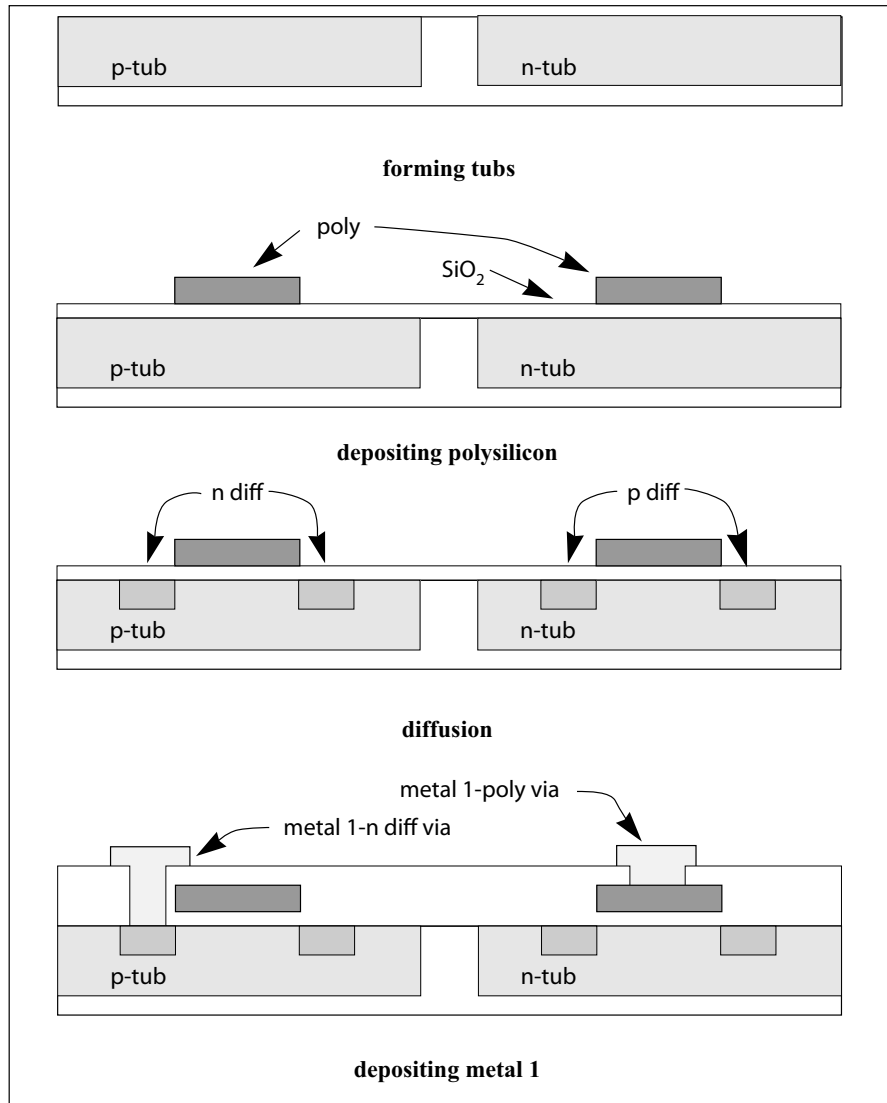 p-tub
n-tub
forming tubs
poly
SiO₂
p-tub
n-tub
depositing polysilicon
n diff
p diff
p-tub
n-tub
diffusion
metal 1-poly via
metal 1-n diff via
p-tub
n-tub
depositing metal 1